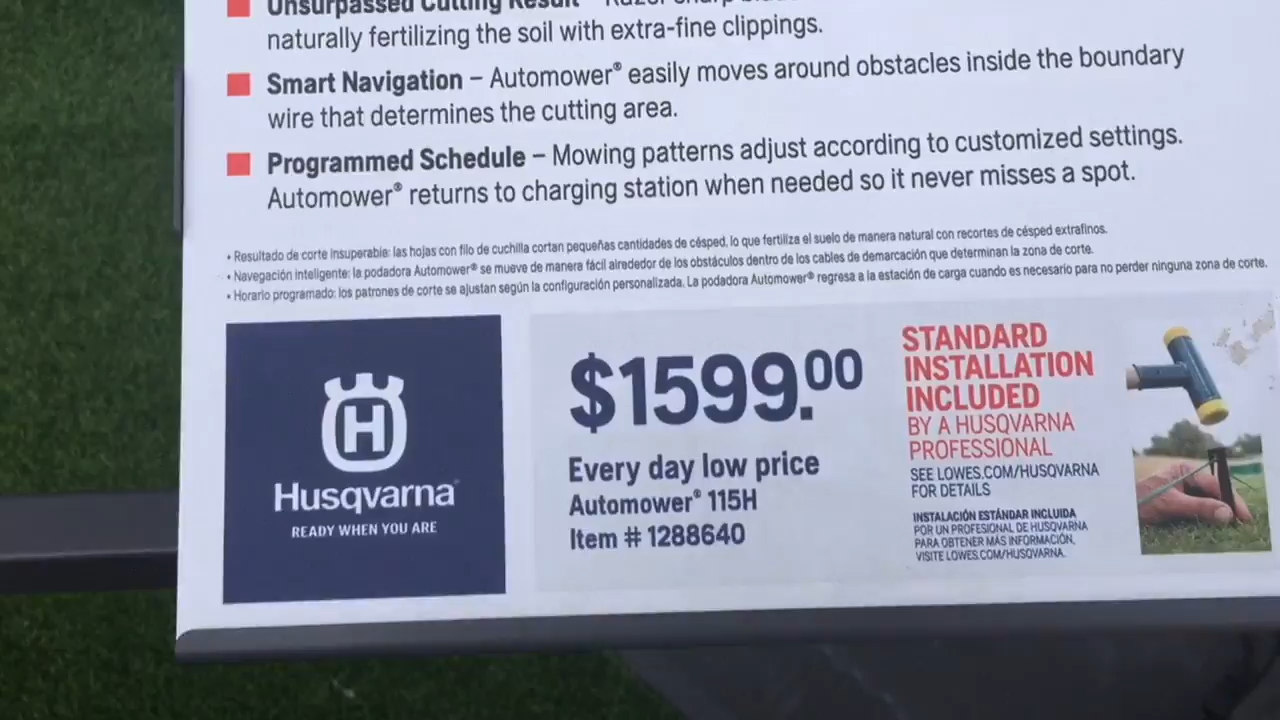 Unsurpassed Cutting Result – Razor sharp
naturally fertilizing the soil with extra-fine clippings.
Smart Navigation – Automower® easily moves around obstacles inside the boundary
wire that determines the cutting area.
Programmed Schedule – Mowing patterns adjust according to customized settings.
Automower® returns to charging station when needed so it never misses a spot.
• Resultado de corte insuperable: las hojas con filo de cuchilla cortan pequeñas cantidades de césped, lo que fertiliza el suelo de manera natural con recortes de césped extrafinos.
• Navegación inteligente: la podadora Automower® se mueve de manera fácil alrededor de los obstáculos dentro de los cables de demarcación que determinan la zona de corte.
• Horario programado: los patrones de corte se ajustan según la configuración personalizada. La podadora Automower® regresa a la estación de carga cuando es necesario para no perder ninguna zona de corte.
H
Husqvarna
READY WHEN YOU ARE
$1599.00
Every day low price
Automower® 115H
Item # 1288640
STANDARD
INSTALLATION
INCLUDED
BY A HUSQVARNA
PROFESSIONAL
SEE LOWES.COM/HUSQVARNA
FOR DETAILS
INSTALACIÓN ESTÁNDAR INCLUIDA
POR UN PROFESIONAL DE HUSQVARNA
PARA OBTENER MÁS INFORMACIÓN,
VISITE LOWES.COM/HUSQVARNA.